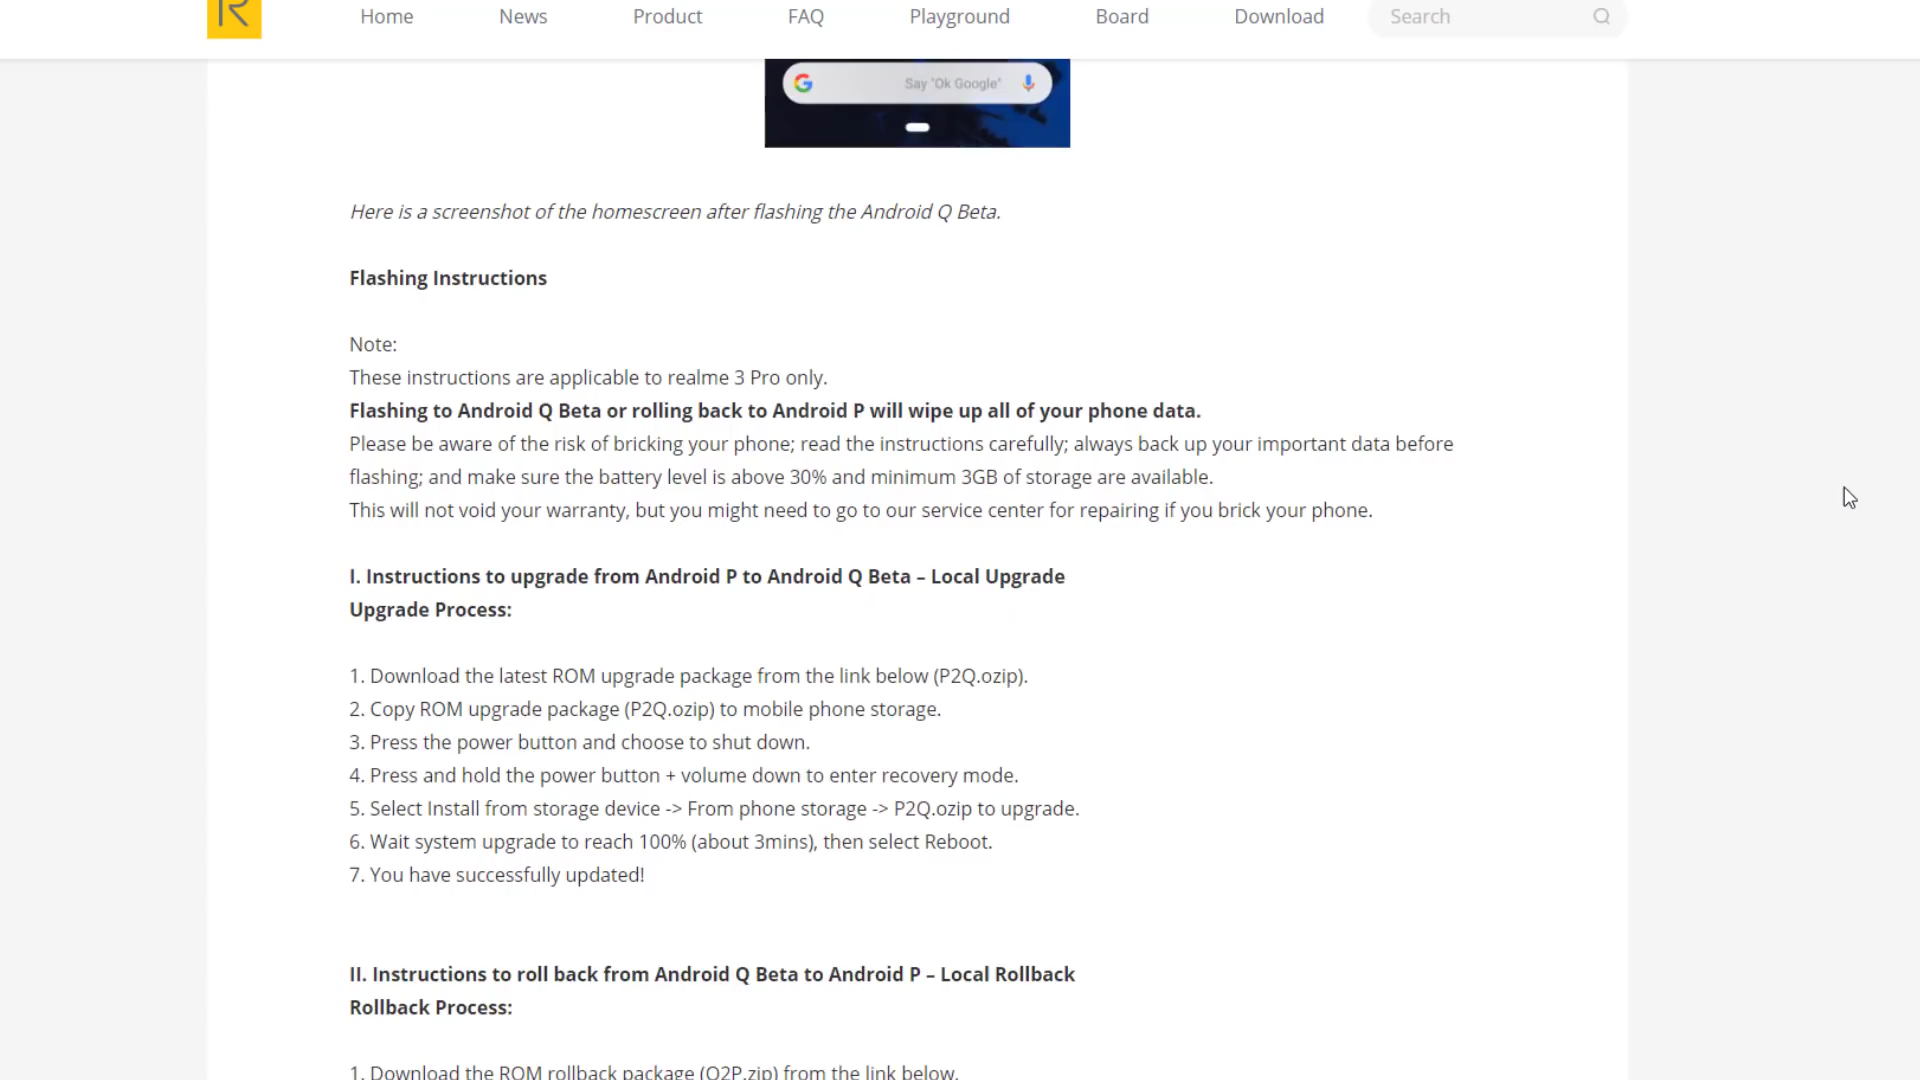 Home News Product FAQ Playground Board Download Search
Say "Ok Google"
Here is a screenshot of the homescreen after flashing the Android Q Beta.
Flashing Instructions
Note:
These instructions are applicable to realme 3 Pro only.
Flashing to Android Q Beta or rolling back to Android P will wipe up all of your phone data.
Please be aware of the risk of bricking your phone; read the instructions carefully; always back up your important data before
flashing; and make sure the battery level is above 30% and minimum 3GB of storage are available.
This will not void your warranty, but you might need to go to our service center for repairing if you brick your phone.
I. Instructions to upgrade from Android P to Android Q Beta – Local Upgrade
Upgrade Process:
1. Download the latest ROM upgrade package from the link below (P2Q.ozip).
2. Copy ROM upgrade package (P2Q.ozip) to mobile phone storage.
3. Press the power button and choose to shut down.
4. Press and hold the power button + volume down to enter recovery mode.
5. Select Install from storage device -> From phone storage -> P2Q.ozip to upgrade.
6. Wait system upgrade to reach 100% (about 3mins), then select Reboot.
7. You have successfully updated!
II. Instructions to roll back from Android Q Beta to Android P – Local Rollback
Rollback Process:
1. Download the ROM rollback package (Q2P.zip) from the link below.